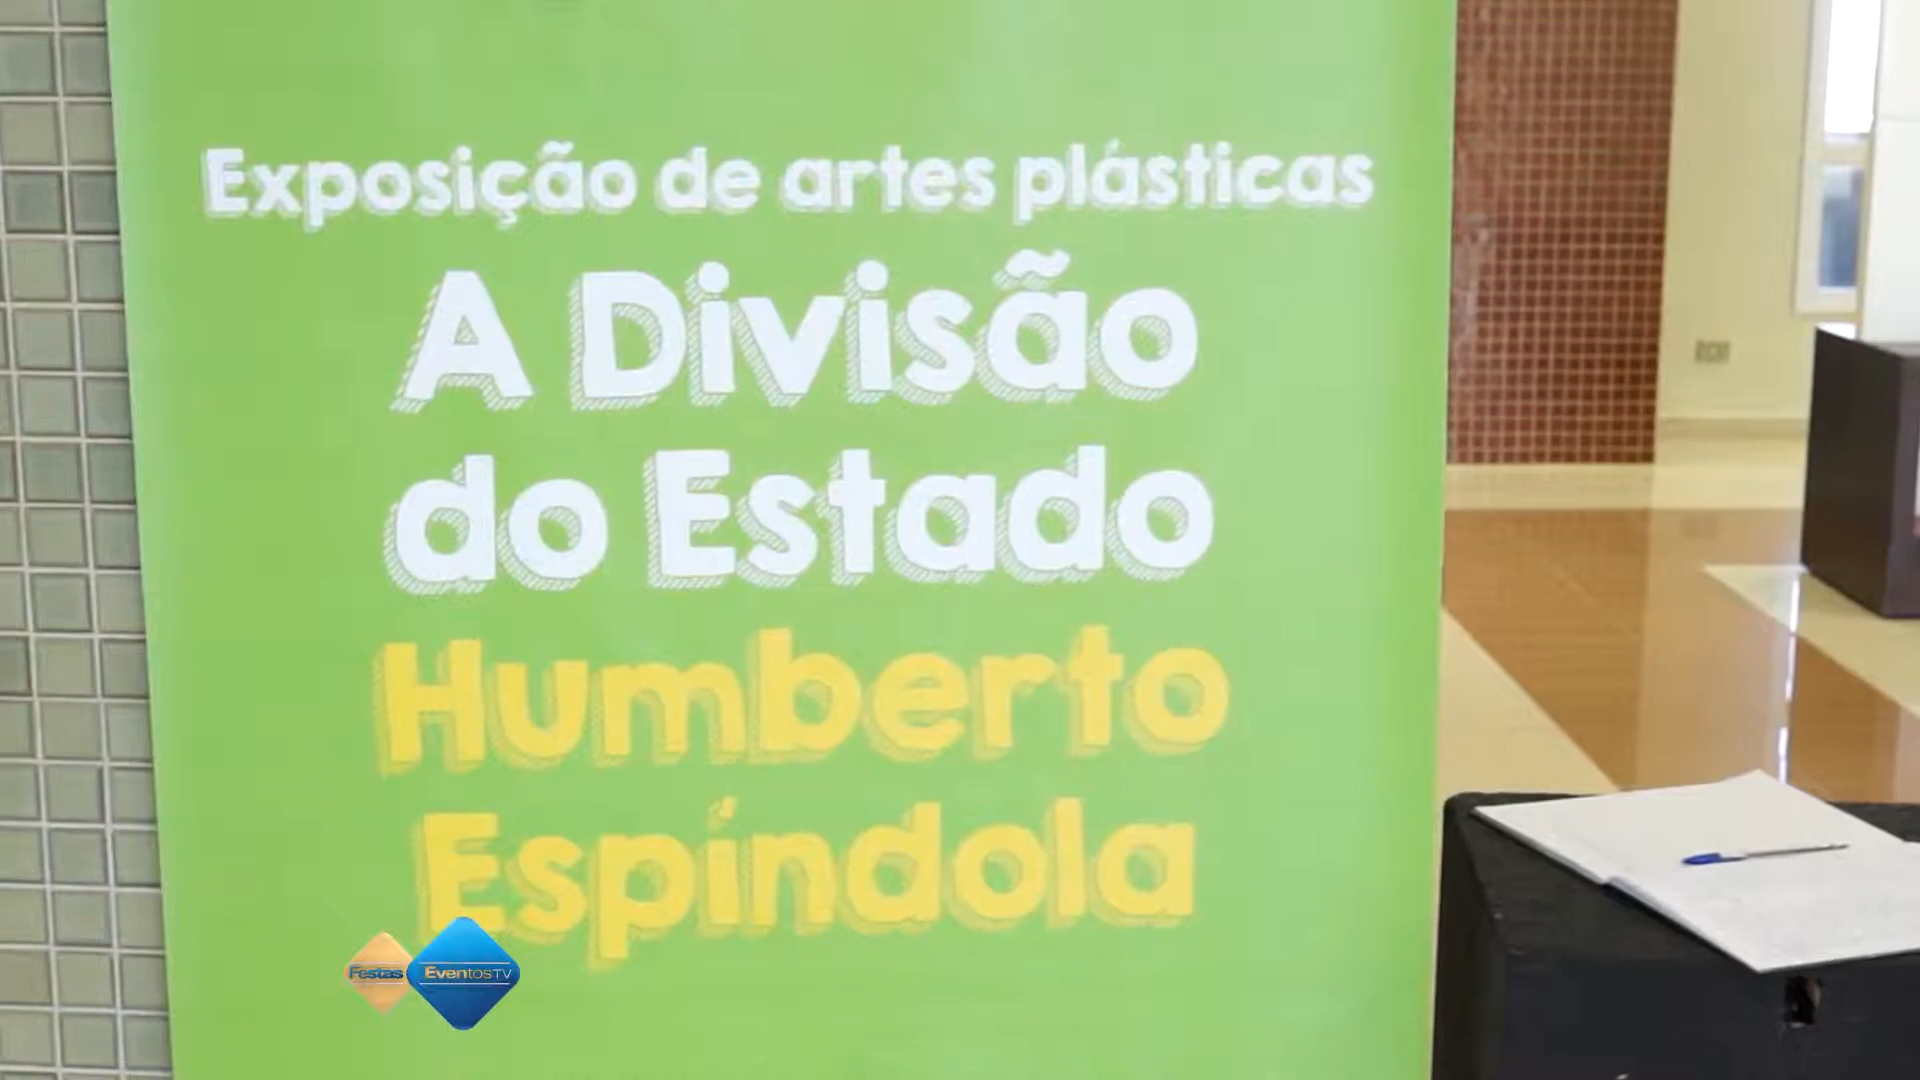 Exposição de artes plásticas
A Divisão
do Estado
Humberto
Espíndola
Festas EventosTV